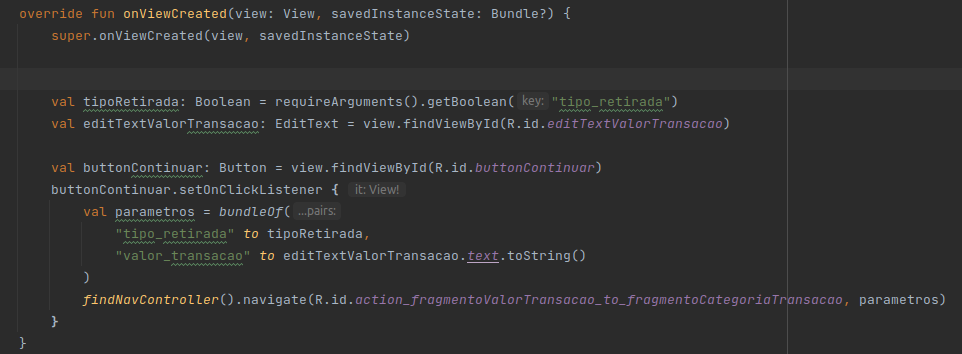 override fun onViewCreated(view: View, savedInstanceState: Bundle?) {
super.onViewCreated(view, savedInstanceState)
val tipoRetirada: Boolean = requireArguments().getBoolean( key: "tipo_retirada")
val editTextValorTransacao: EditText = view.findViewById(R.id.editTextValorTransacao)
val buttonContinuar: Button = view.findViewById(R.id.buttonContinuar)
buttonContinuar.setOnClickListener { it: View!
val parametros = bundleOf( ...pairs:
"tipo_retirada" to tipoRetirada,
"valor_transacao" to editTextValorTransacao.text.toString()
)
findNavController().navigate(R.id.action_fragmentoValorTransacao_to_fragmentoCategoriaTransacao, parametros)
}
}